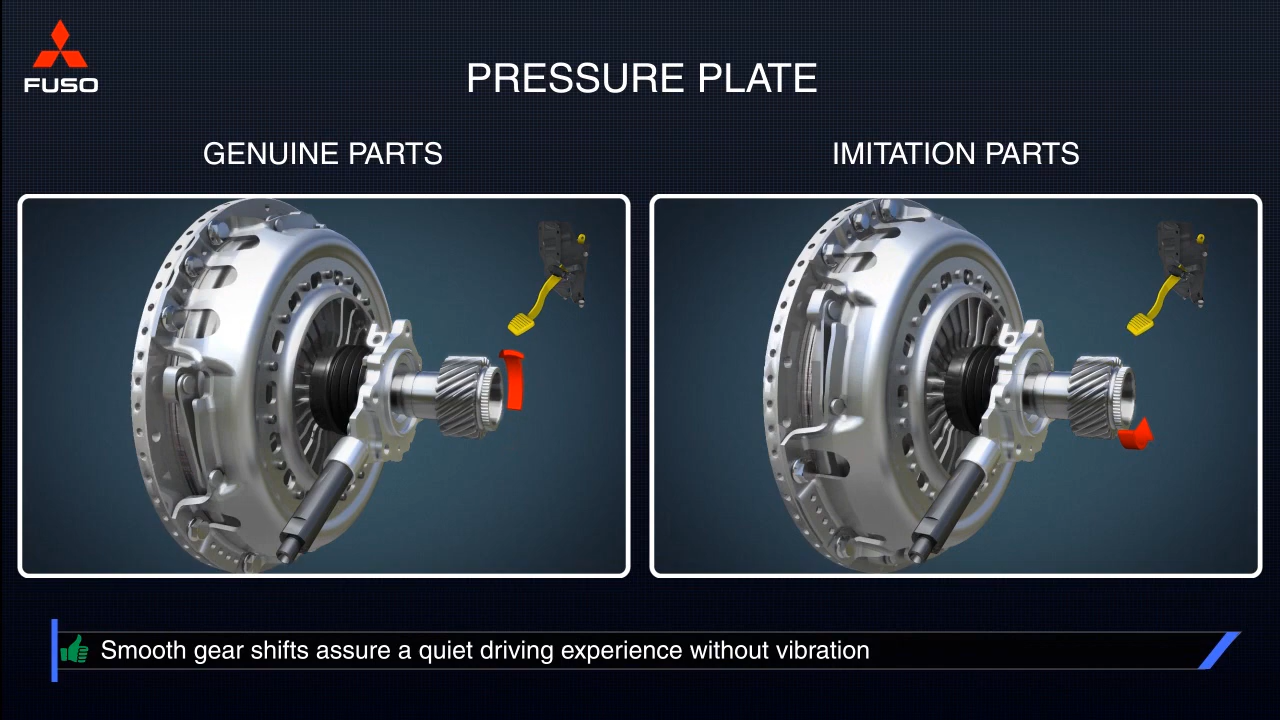 FUSO
PRESSURE PLATE
GENUINE PARTS
IMITATION PARTS
Smooth gear shifts assure a quiet driving experience without vibration